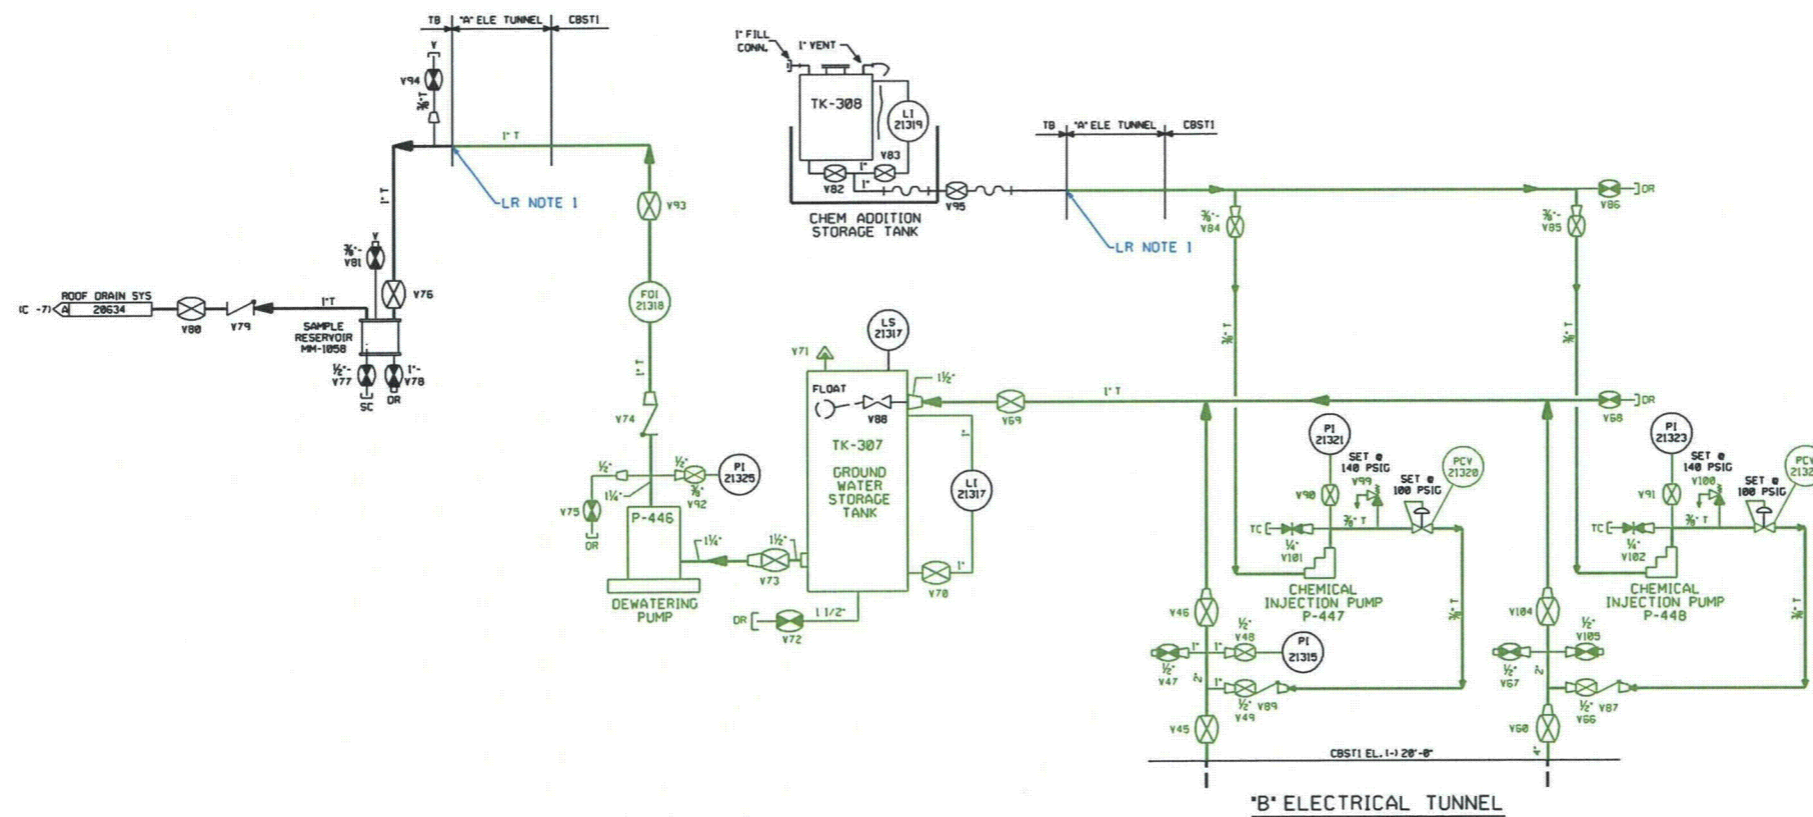 TB "A" ELE TUNNEL CBST1
V
V94
3/8" T
1" T
LR NOTE 1
1" T
3/8"-
V81
V
V76
(C -7) A ROOF DRAIN SYS
20634
V80
V79
1" T
SAMPLE
RESERVOIR
MM-1058
1/2"-
V77
1"-
V78
SC
DR
V93
FOI
21318
1" T
V74
1/2"
1/2"
3/8"
V92
PI
21325
1 1/4"
V75
DR
P-446
1 1/4"
1 1/2"
V73
DEWATERING
PUMP
1" FILL
CONN.
1" VENT
TK-308
LI
21319
V83
1"
V82
1"
V95
CHEM ADDITION
STORAGE TANK
TB "A" ELE TUNNEL CBST1
LR NOTE 1
3/8"-
V84
3/8"-
V85
V86
DR
3/8" T
3/8" T
LS
21317
V71
FLOAT
V88
1 1/2"
V69
1" T
V68
DR
TK-307
GROUND
WATER
STORAGE
TANK
1"
LI
21317
1"
V70
DR
V72
1 1/2"
PI
21321
SET @
140 PSIG
V99
SET @
100 PSIG
PCV
21320
V90
3/8" T
TC
1/4"
V101
CHEMICAL
INJECTION PUMP
P-447
3/8" T
PI
21323
SET @
140 PSIG
V100
SET @
100 PSIG
PCV
V91
3/8" T
TC
1/4"
V102
CHEMICAL
INJECTION PUMP
P-448
3/8" T
V46
1"
1"
1/2"
V48
PI
21315
1/2"
V47
2"
1"
1/2"
V49
V89
V45
V104
1/2"
V105
1/2"
V67
2"
1/2"
V66
V87
V60
4"
CBST1 EL.(-) 20'-0"
"B" ELECTRICAL TUNNEL